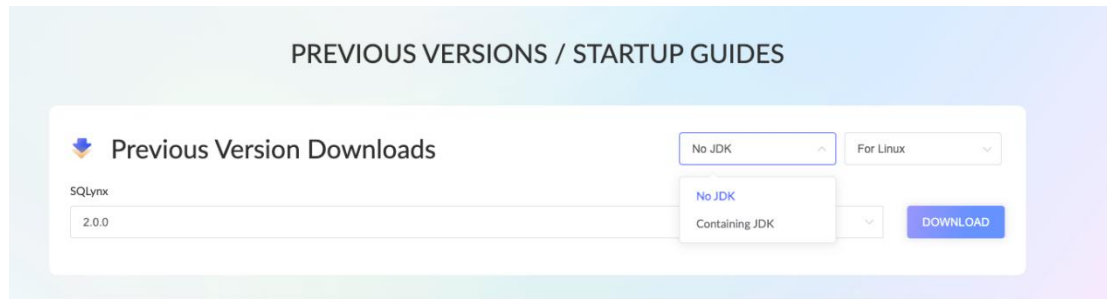 PREVIOUS VERSIONS / STARTUP GUIDES
Previous Version Downloads
No JDK
For Linux
SQLynx
No JDK
2.0.0
Containing JDK
DOWNLOAD